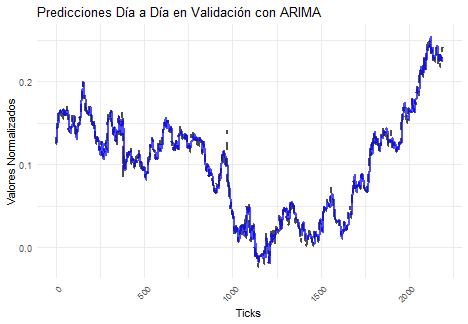 Predicciones Día a Día en Validación con ARIMA
Valores Normalizados
0.2
0.1
0.0
0
500
1000
1500
2000
Ticks